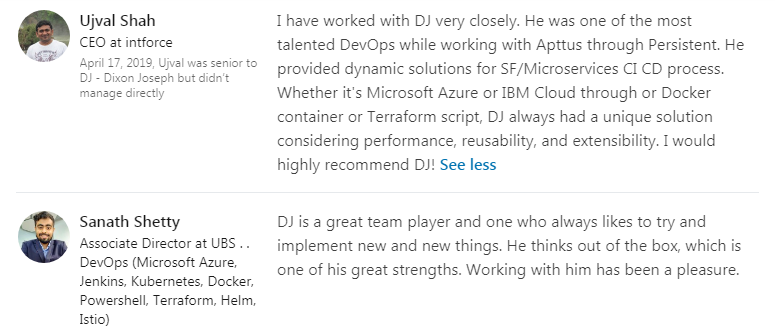 Ujval Shah
CEO at intforce
April 17, 2019, Ujval was senior to
DJ - Dixon Joseph but didn't
manage directly
I have worked with DJ very closely. He was one of the most
talented DevOps while working with Apttus through Persistent. He
provided dynamic solutions for SF/Microservices CI CD process.
Whether it's Microsoft Azure or IBM Cloud through or Docker
container or Terraform script, DJ always had a unique solution
considering performance, reusability, and extensibility. I would
highly recommend DJ! See less
Sanath Shetty
Associate Director at UBS . .
DevOps (Microsoft Azure,
Jenkins, Kubernetes, Docker,
Powershell, Terraform, Helm,
Istio)
DJ is a great team player and one who always likes to try and
implement new and new things. He thinks out of the box, which is
one of his great strengths. Working with him has been a pleasure.